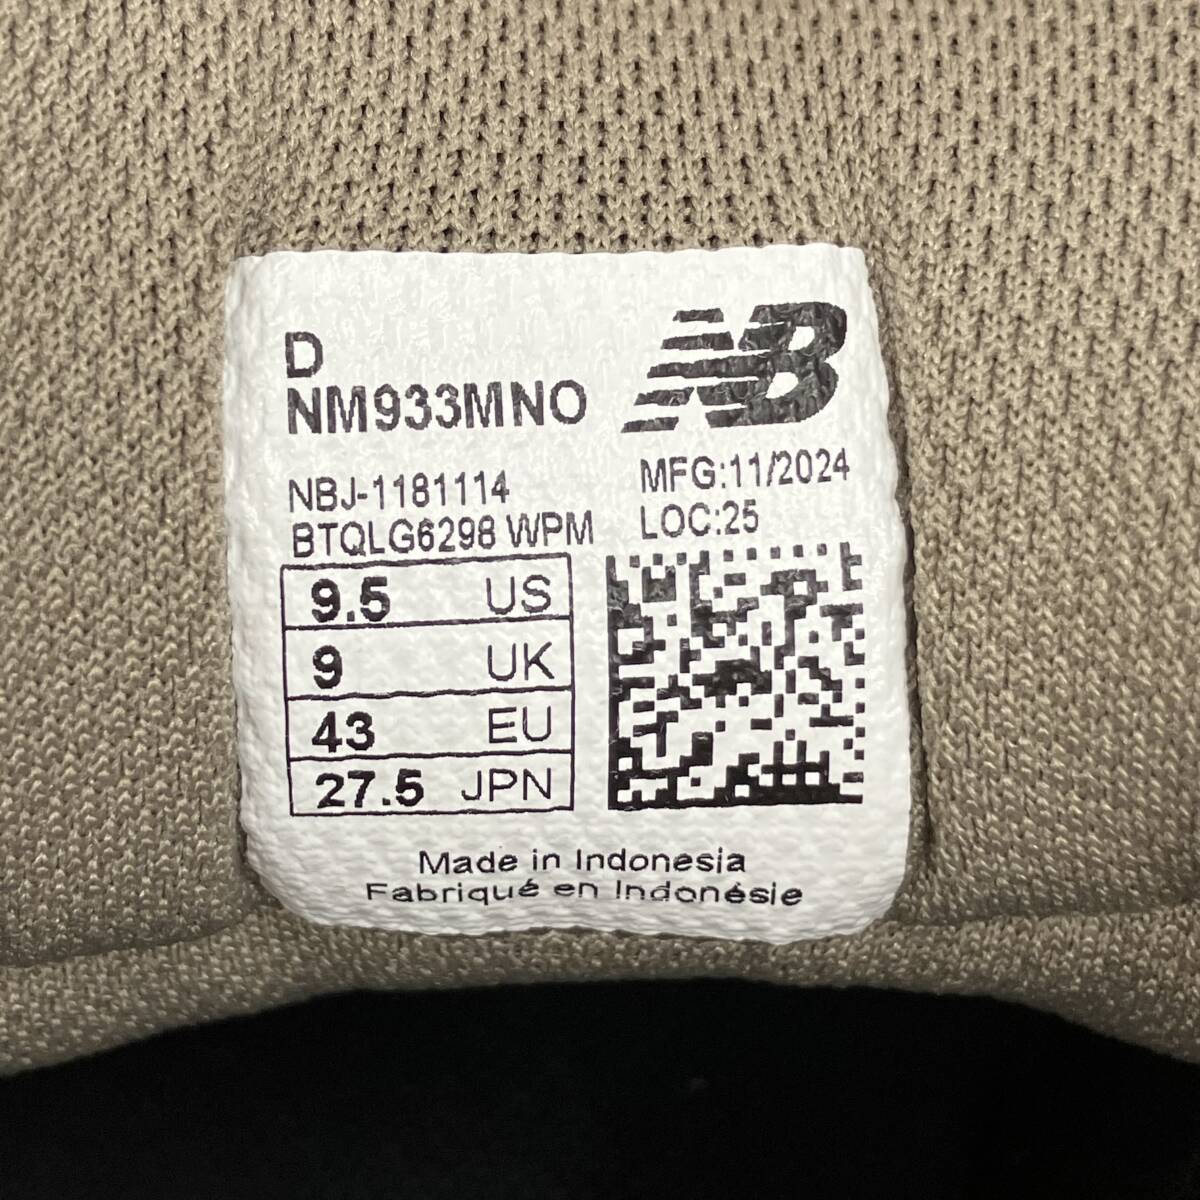 D
NM933MNO
NB
NBJ-1181114
BTQLG6298 WPM
MFG:11/2024
LOC:25
9.5 US
9 UK
43 EU
27.5 JPN
Made in Indonesia
Fabriqué en Indonésie